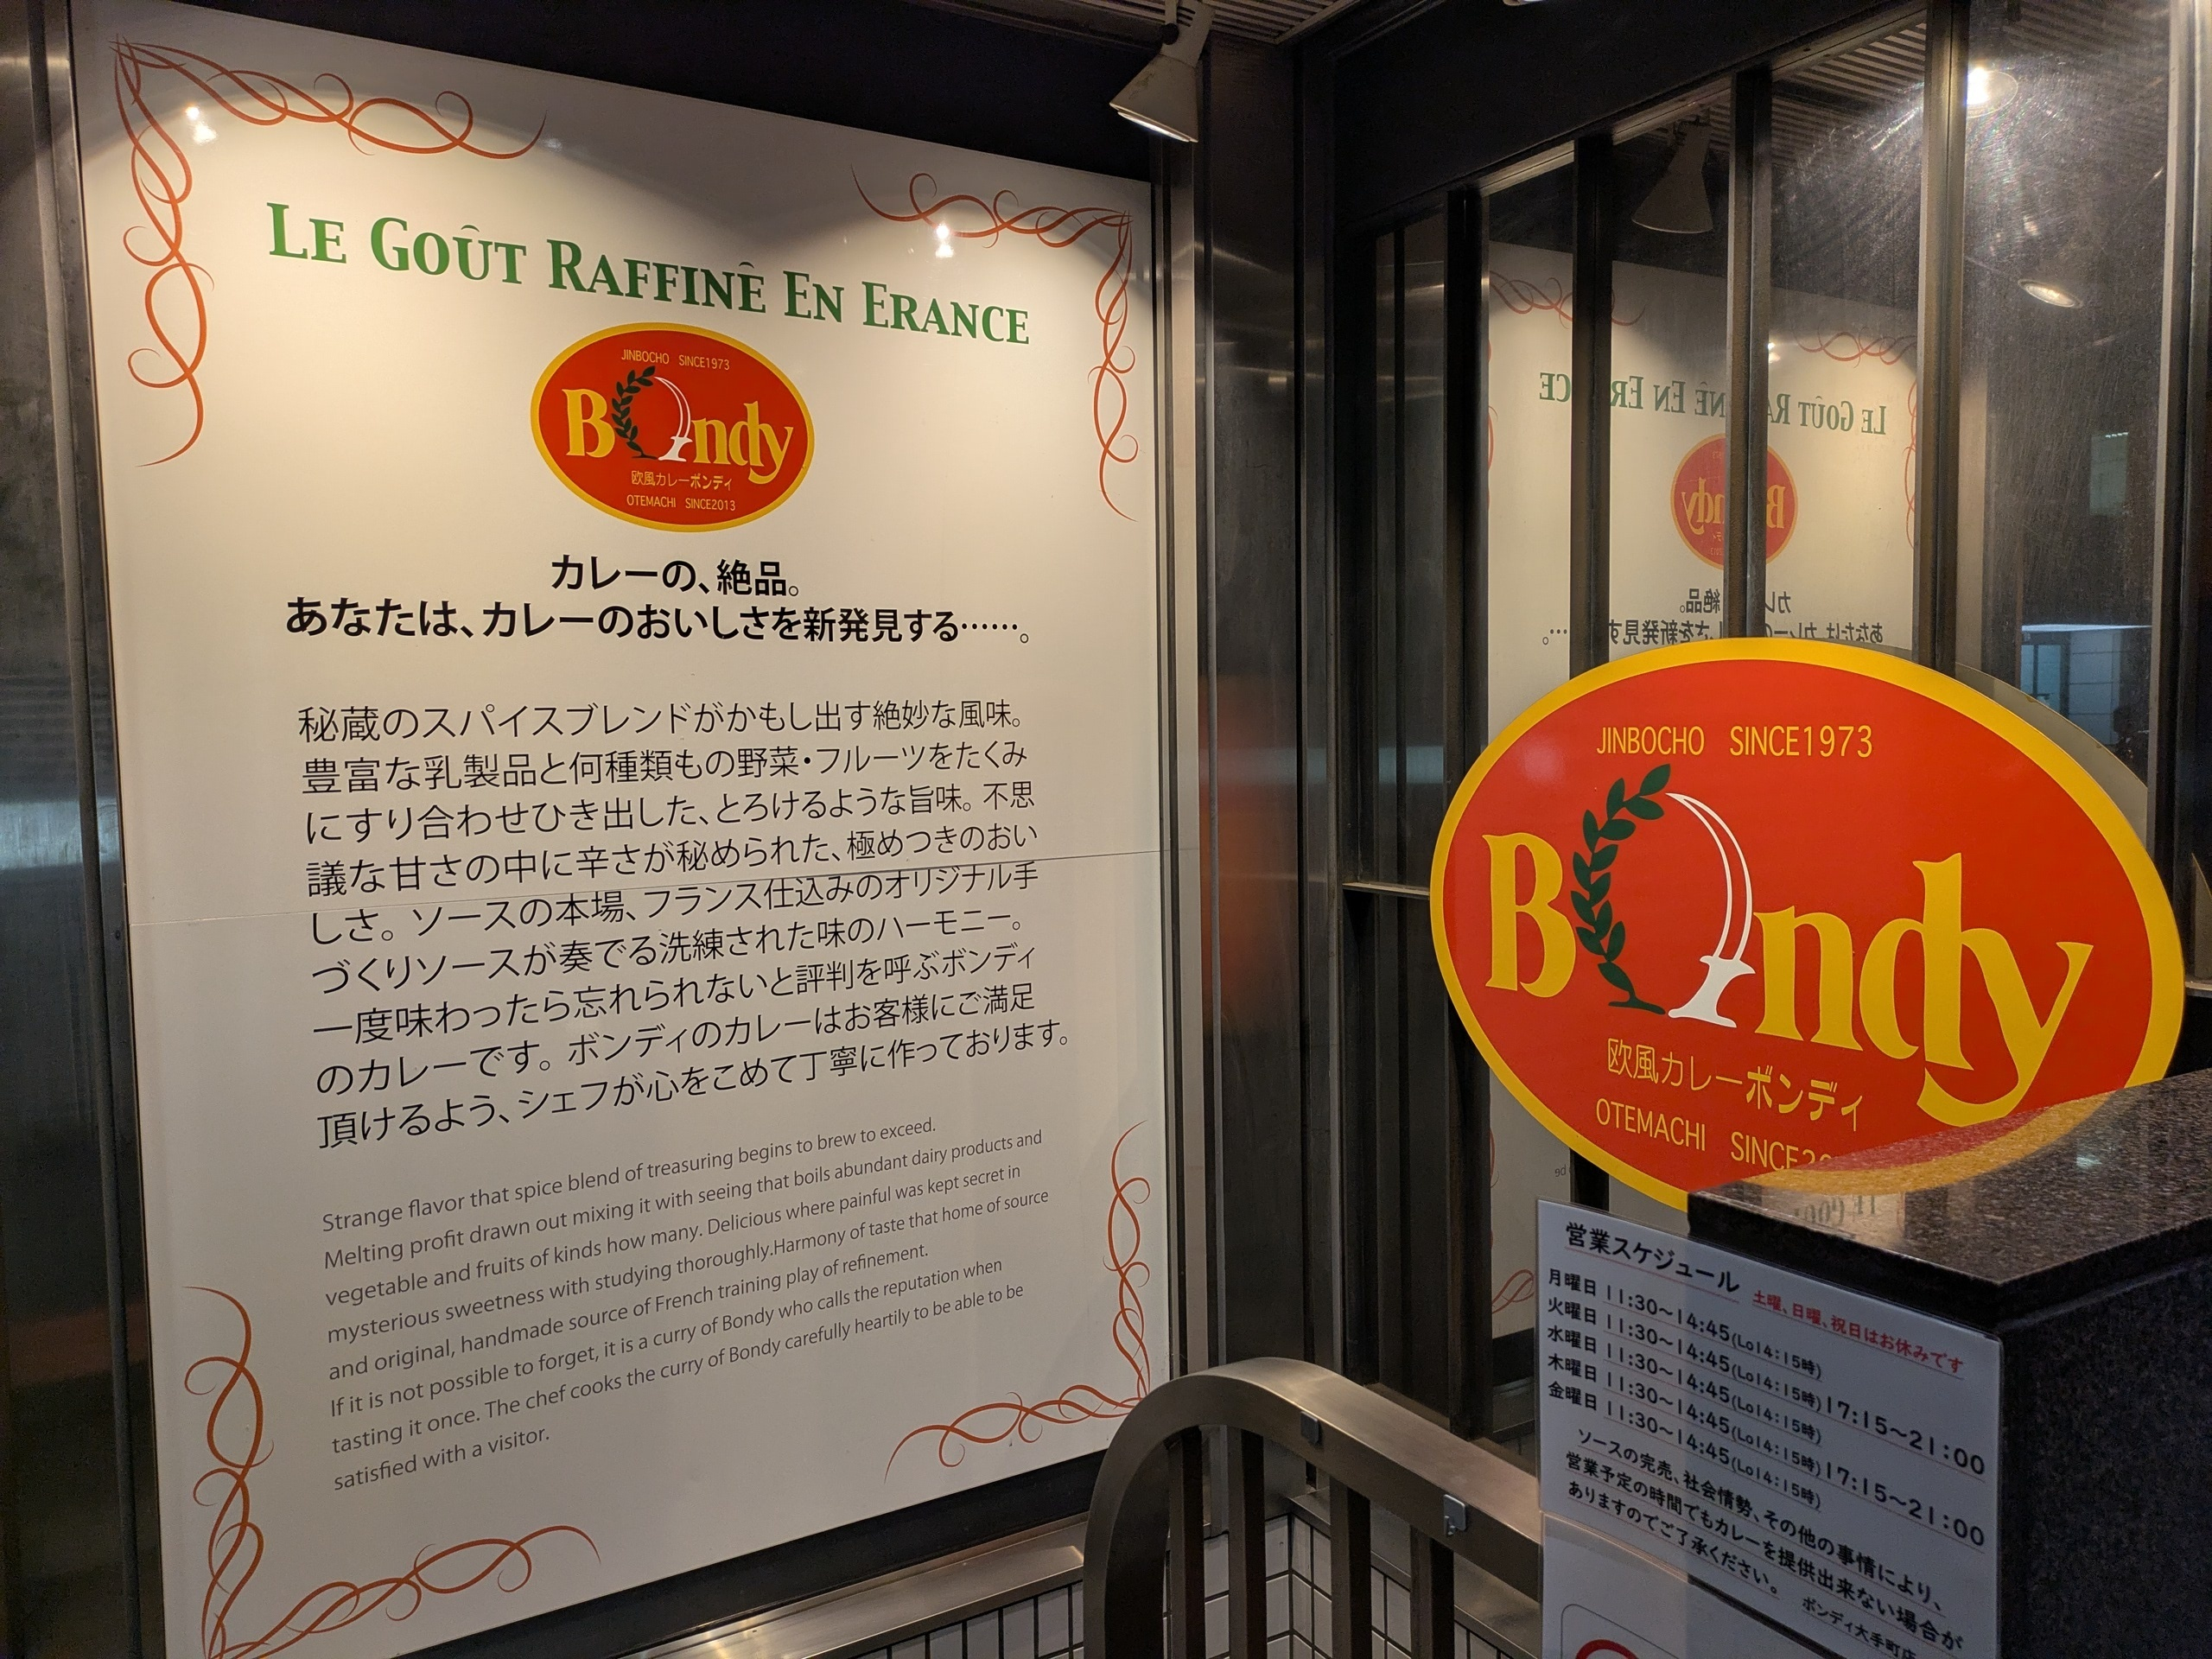 LE GOÛT RAFFINÊ EN ERANCE
JINBOCHO SINCE1973
Bondy
欧風カレーボンディ
OTEMACHI SINCE2013
カレーの、絶品。
あなたは、カレーのおいしさを新発見する……。
秘蔵のスパイスブレンドがかもし出す絶妙な風味。
豊富な乳製品と何種類もの野菜・フルーツをたくみ
にすり合わせひき出した、とろけるような旨味。不思
議な甘さの中に辛さが秘められた、極めつきのおい
しさ。ソースの本場、フランス仕込みのオリジナル手
づくりソースが奏でる洗練された味のハーモニー。
一度味わったら忘れられないと評判を呼ぶボンディ
のカレーです。ボンディのカレーはお客様にご満足
頂けるよう、シェフが心をこめて丁寧に作っております。
Strange flavor that spice blend of treasuring begins to brew to exceed.
Melting profit drawn out mixing it with seeing that boils abundant dairy products and
vegetable and fruits of kinds how many. Delicious where painful was kept secret in
mysterious sweetness with studying thoroughly.Harmony of taste that home of source
and original, handmade source of French training play of refinement.
If it is not possible to forget, it is a curry of Bondy who calls the reputation when
tasting it once. The chef cooks the curry of Bondy carefully heartily to be able to be
satisfied with a visitor.
JINBOCHO SINCE1973
Bondy
欧風カレーボンディ
OTEMACHI SINCE2
営業スケジュール 土曜、日曜、祝日はお休みです
月曜日 11:30～14:45(Lo14:15時)
火曜日 11:30～14:45(Lo14:15時)
水曜日 11:30～14:45(Lo14:15時)17:15～21:00
木曜日 11:30～14:45(Lo14:15時)
金曜日 11:30～14:45(Lo14:15時)17:15～21:00
ソースの完売、社会情勢、その他の事情により、
営業予定の時間でもカレーを提供出来ない場合が
ありますのでご了承ください。
ボンディ大手町店